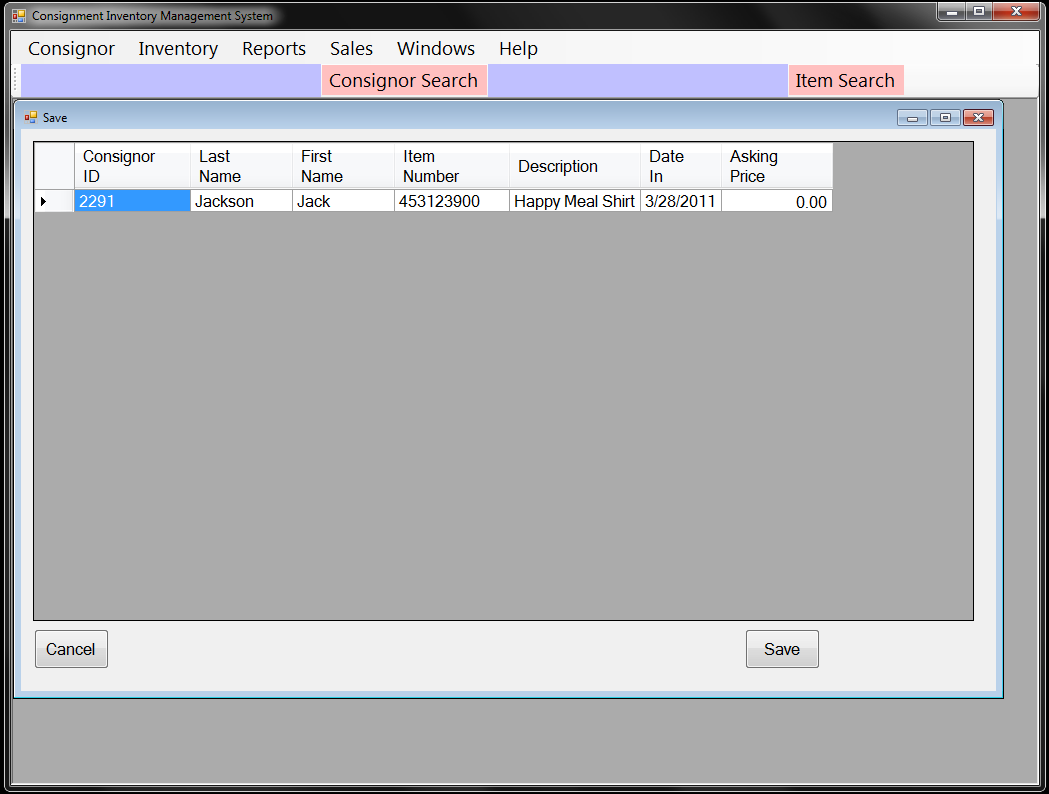 Consignment Inventory Management System
Consignor Inventory Reports Sales Windows Help
Consignor Search Item Search
Save
Consignor ID Last Name First Name Item Number Description Date In Asking Price
2291 Jackson Jack 453123900 Happy Meal Shirt 3/28/2011 0.00
Cancel Save